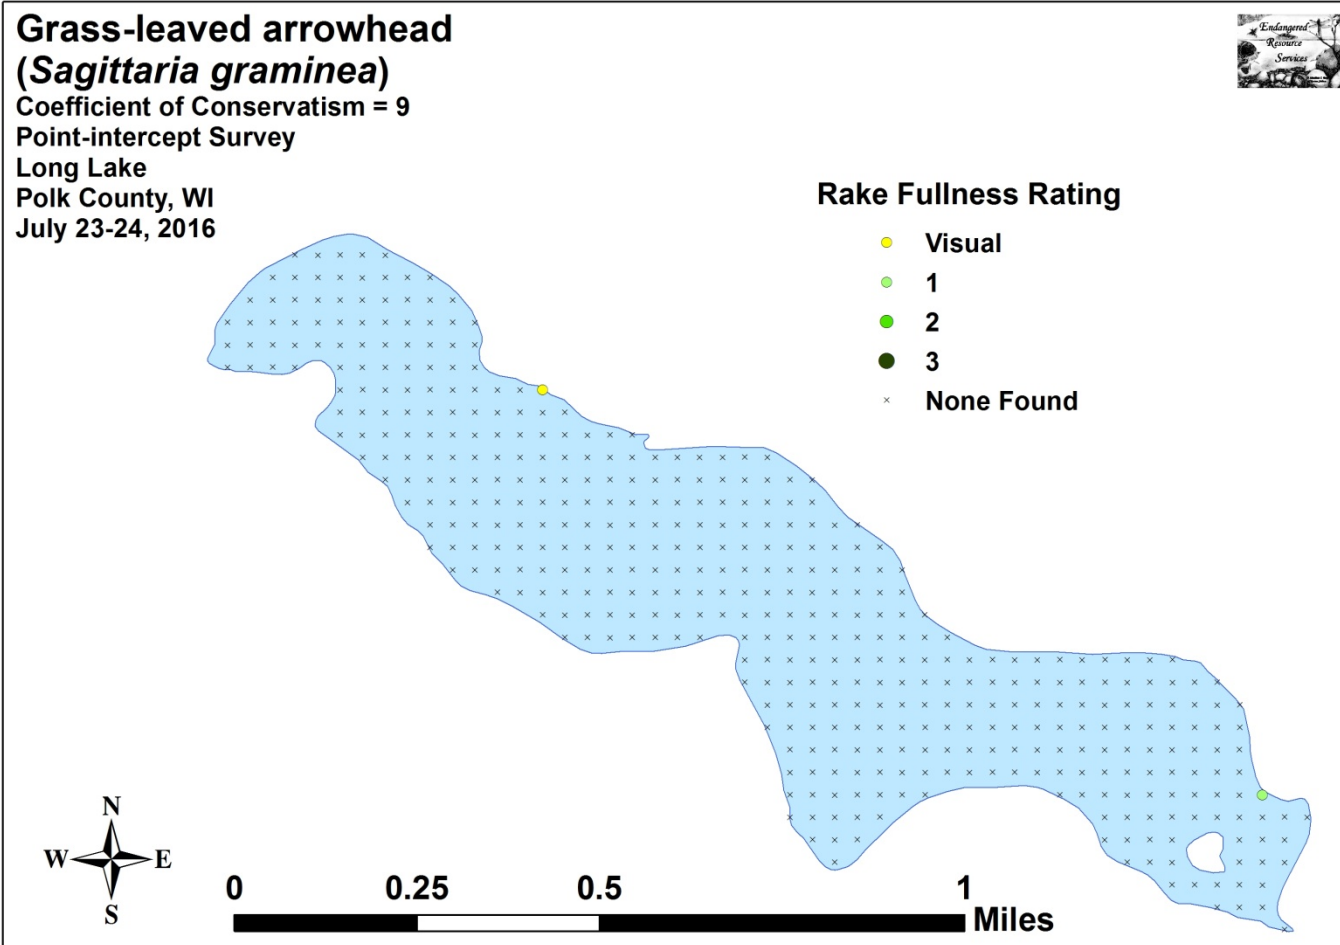 Grass-leaved arrowhead
(Sagittaria graminea)
Coefficient of Conservatism = 9
Point-intercept Survey
Long Lake
Polk County, WI
July 23-24, 2016
Endangered
Resource
Services
Rake Fullness Rating
Visual
1
2
3
None Found
N
W E
S
0 0.25 0.5 1
Miles